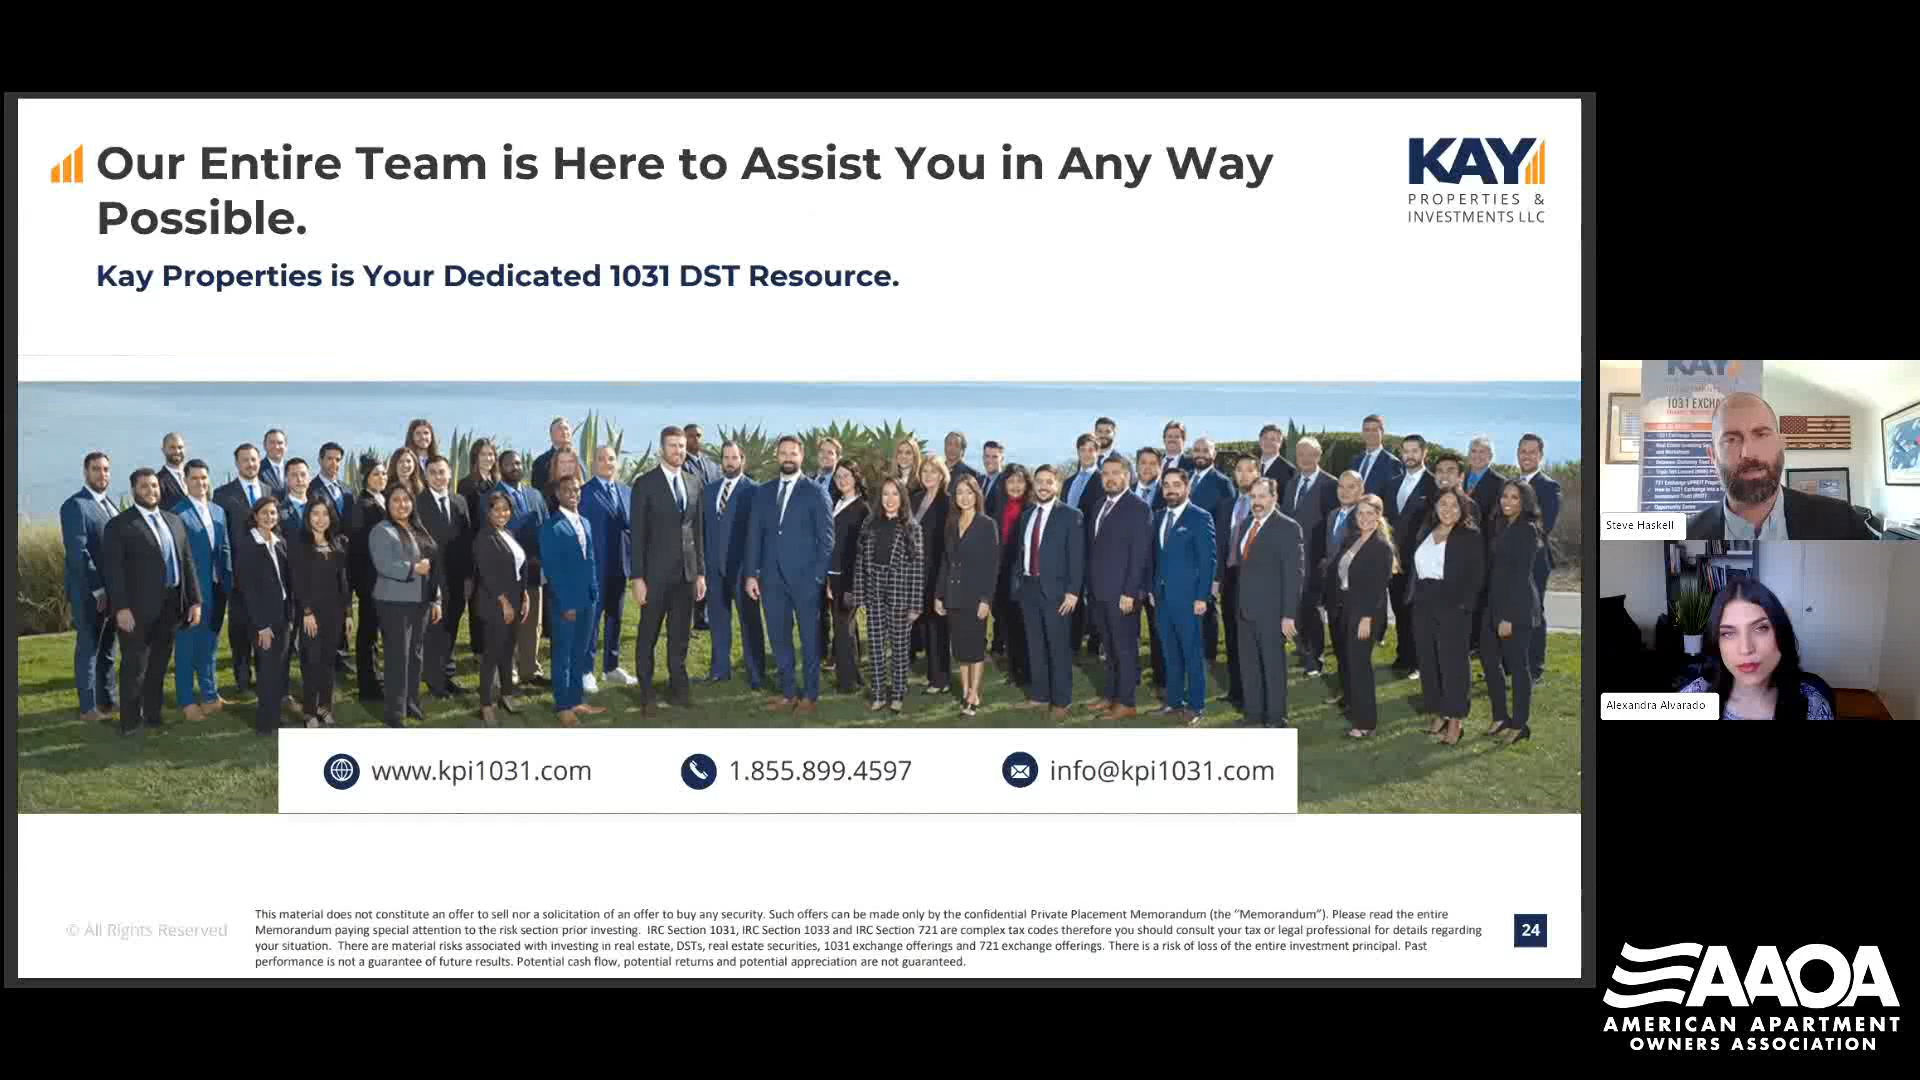 Our Entire Team is Here to Assist You in Any Way
Possible.
Kay Properties is Your Dedicated 1031 DST Resource.
KAY
PROPERTIES &
INVESTMENTS LLC
www.kpi1031.com
1.855.899.4597
info@kpi1031.com
© All Rights Reserved
This material does not constitute an offer to sell nor a solicitation of an offer to buy any security. Such offers can be made only by the confidential Private Placement Memorandum (the “Memorandum”). Please read the entire
Memorandum paying special attention to the risk section prior investing. IRC Section 1031, IRC Section 1033 and IRC Section 721 are complex tax codes therefore you should consult your tax or legal professional for details regarding
your situation. There are material risks associated with investing in real estate, DSTs, real estate securities, 1031 exchange offerings and 721 exchange offerings. There is a risk of loss of the entire investment principal. Past
performance is not a guarantee of future results. Potential cash flow, potential returns and potential appreciation are not guaranteed.
24
KAY
1031 EXCHA
Steve Haskell
Alexandra Alvarado
AAOA
AMERICAN APARTMENT
OWNERS ASSOCIATION